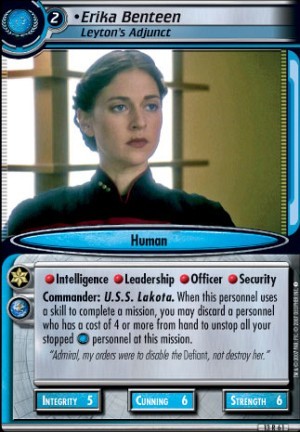 2 •Erika Benteen
Leyton's Adjunct
Human
Intelligence Leadership Officer Security
Commander: U.S.S. Lakota. When this personnel uses
a skill to complete a mission, you may discard a personnel
who has a cost of 4 or more from hand to unstop all your
stopped personnel at this mission.
"Admiral, my orders were to disable the Defiant, not destroy her."
INTEGRITY 5 CUNNING 6 STRENGTH 6
13 R 61